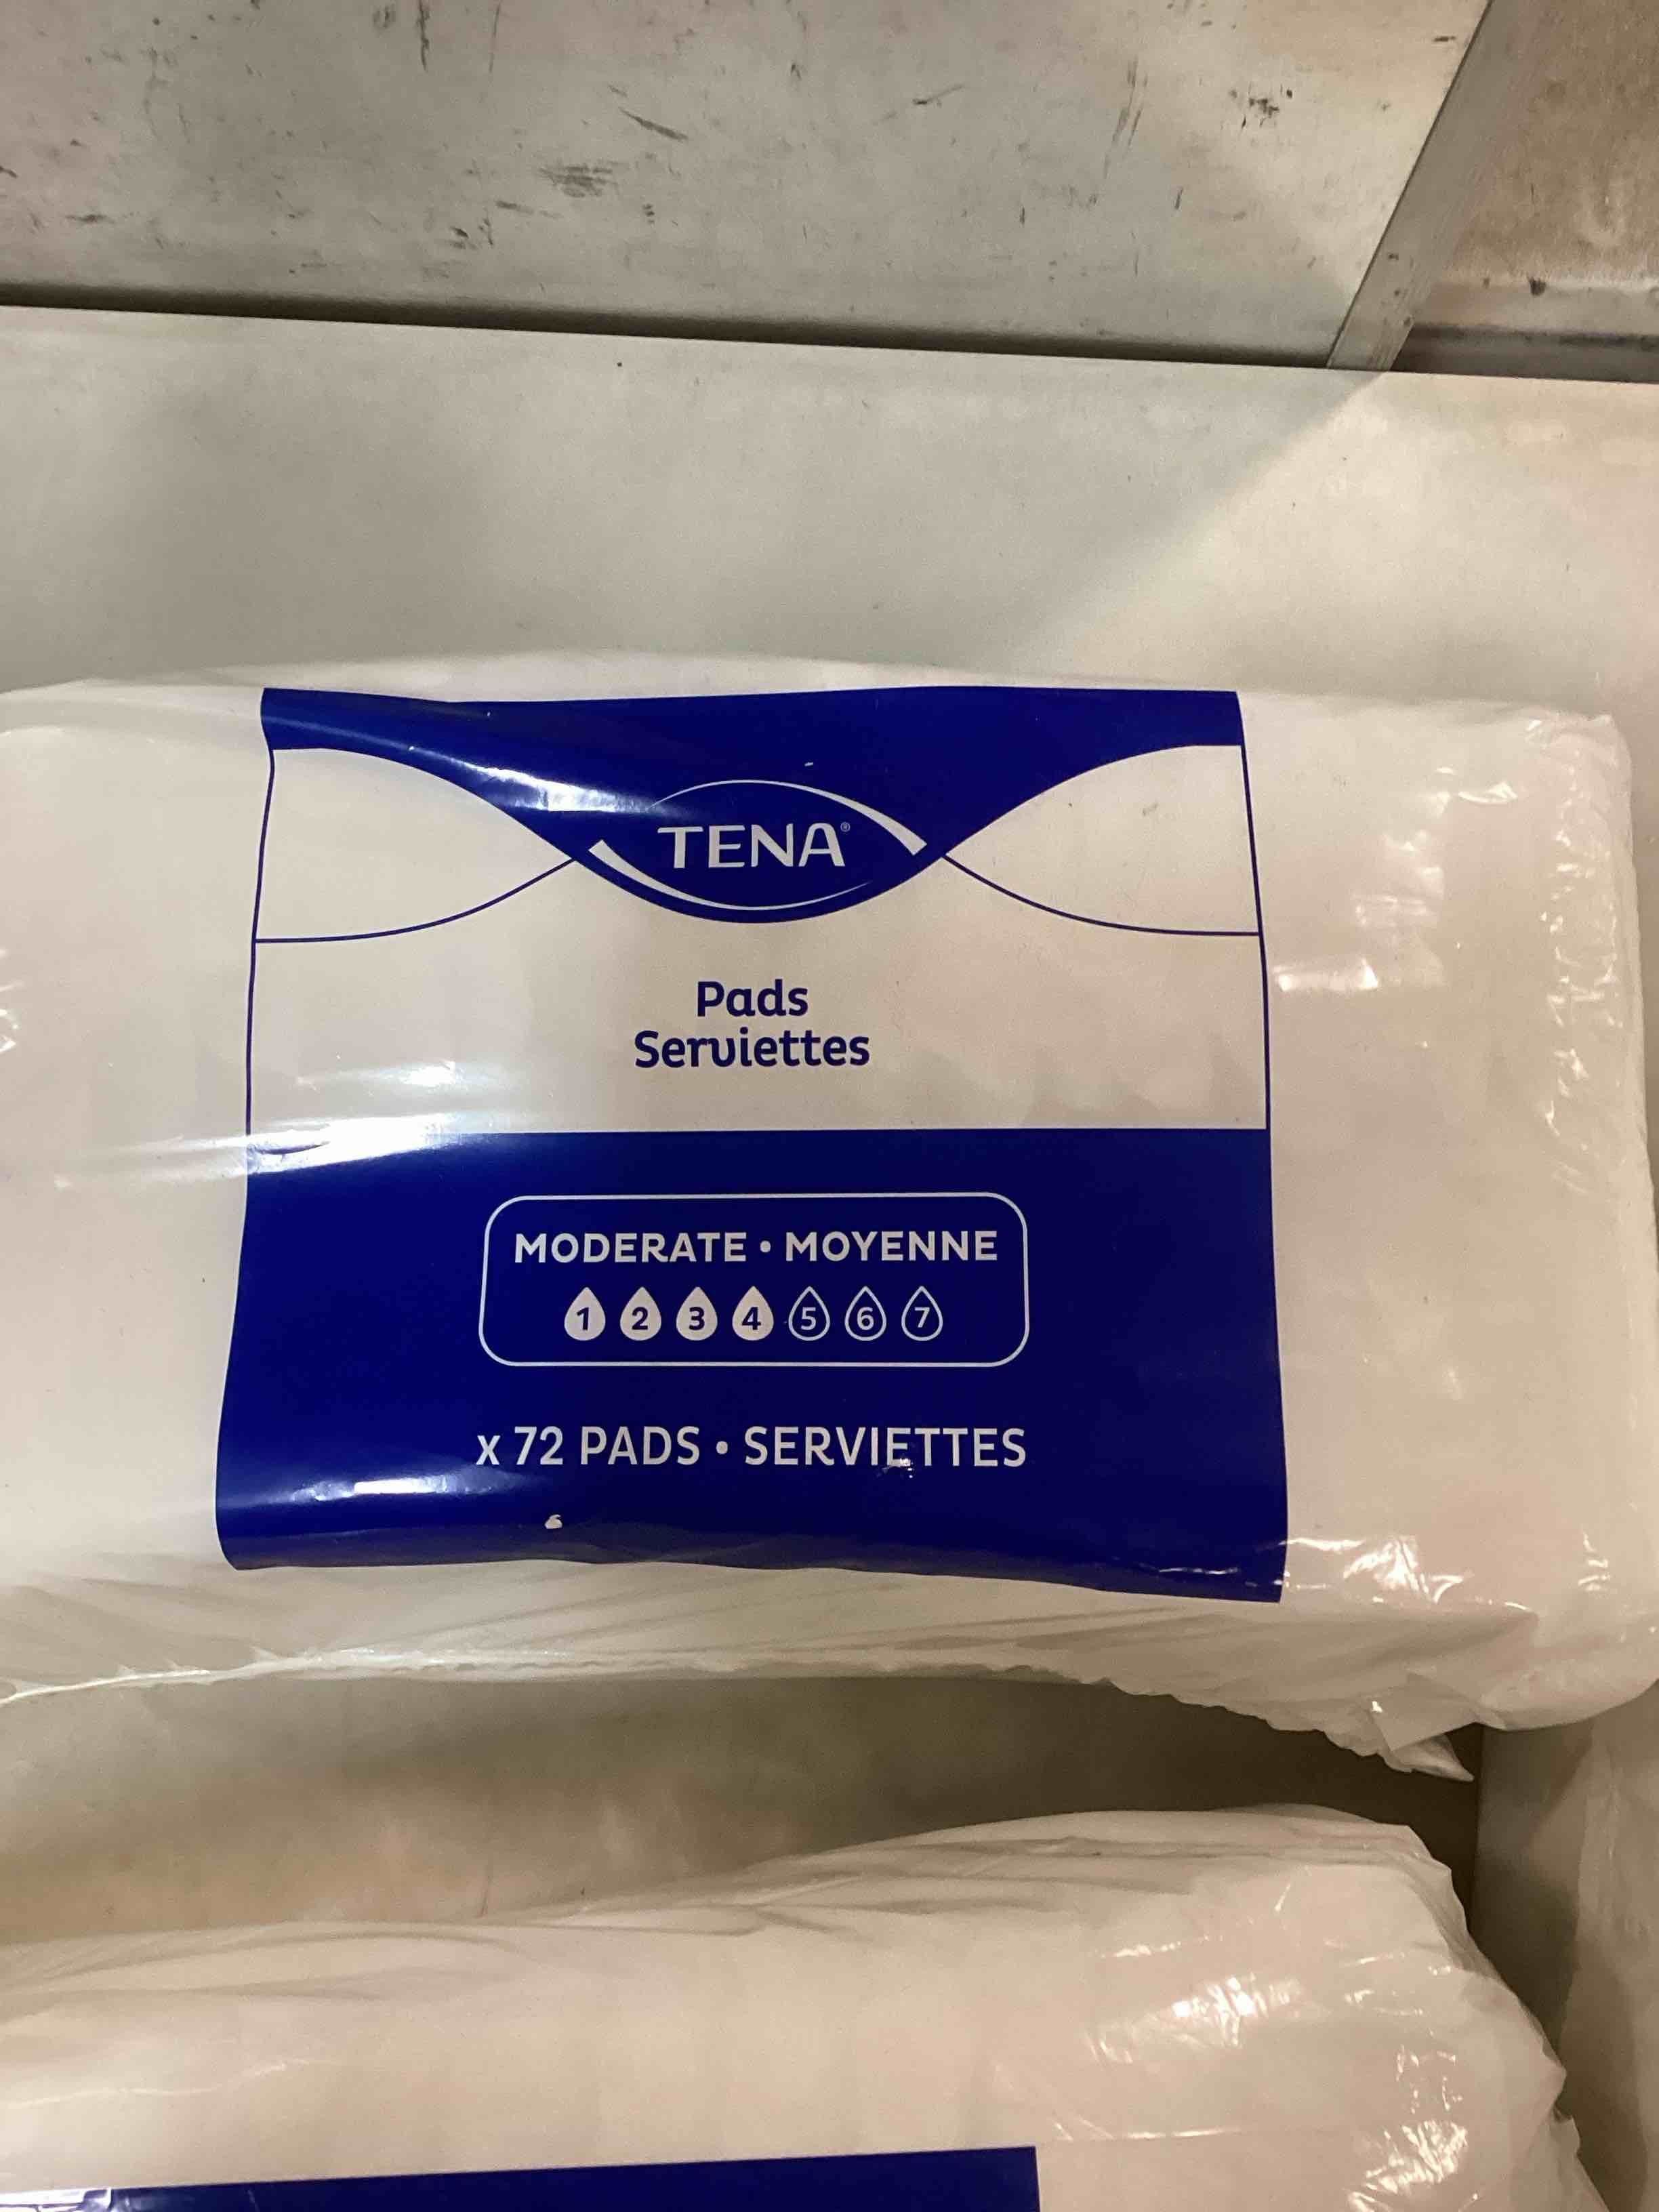 TENA®
Pads
Serviettes
MODERATE • MOYENNE
1 2 3 4 5 6 7
x 72 PADS • SERVIETTES